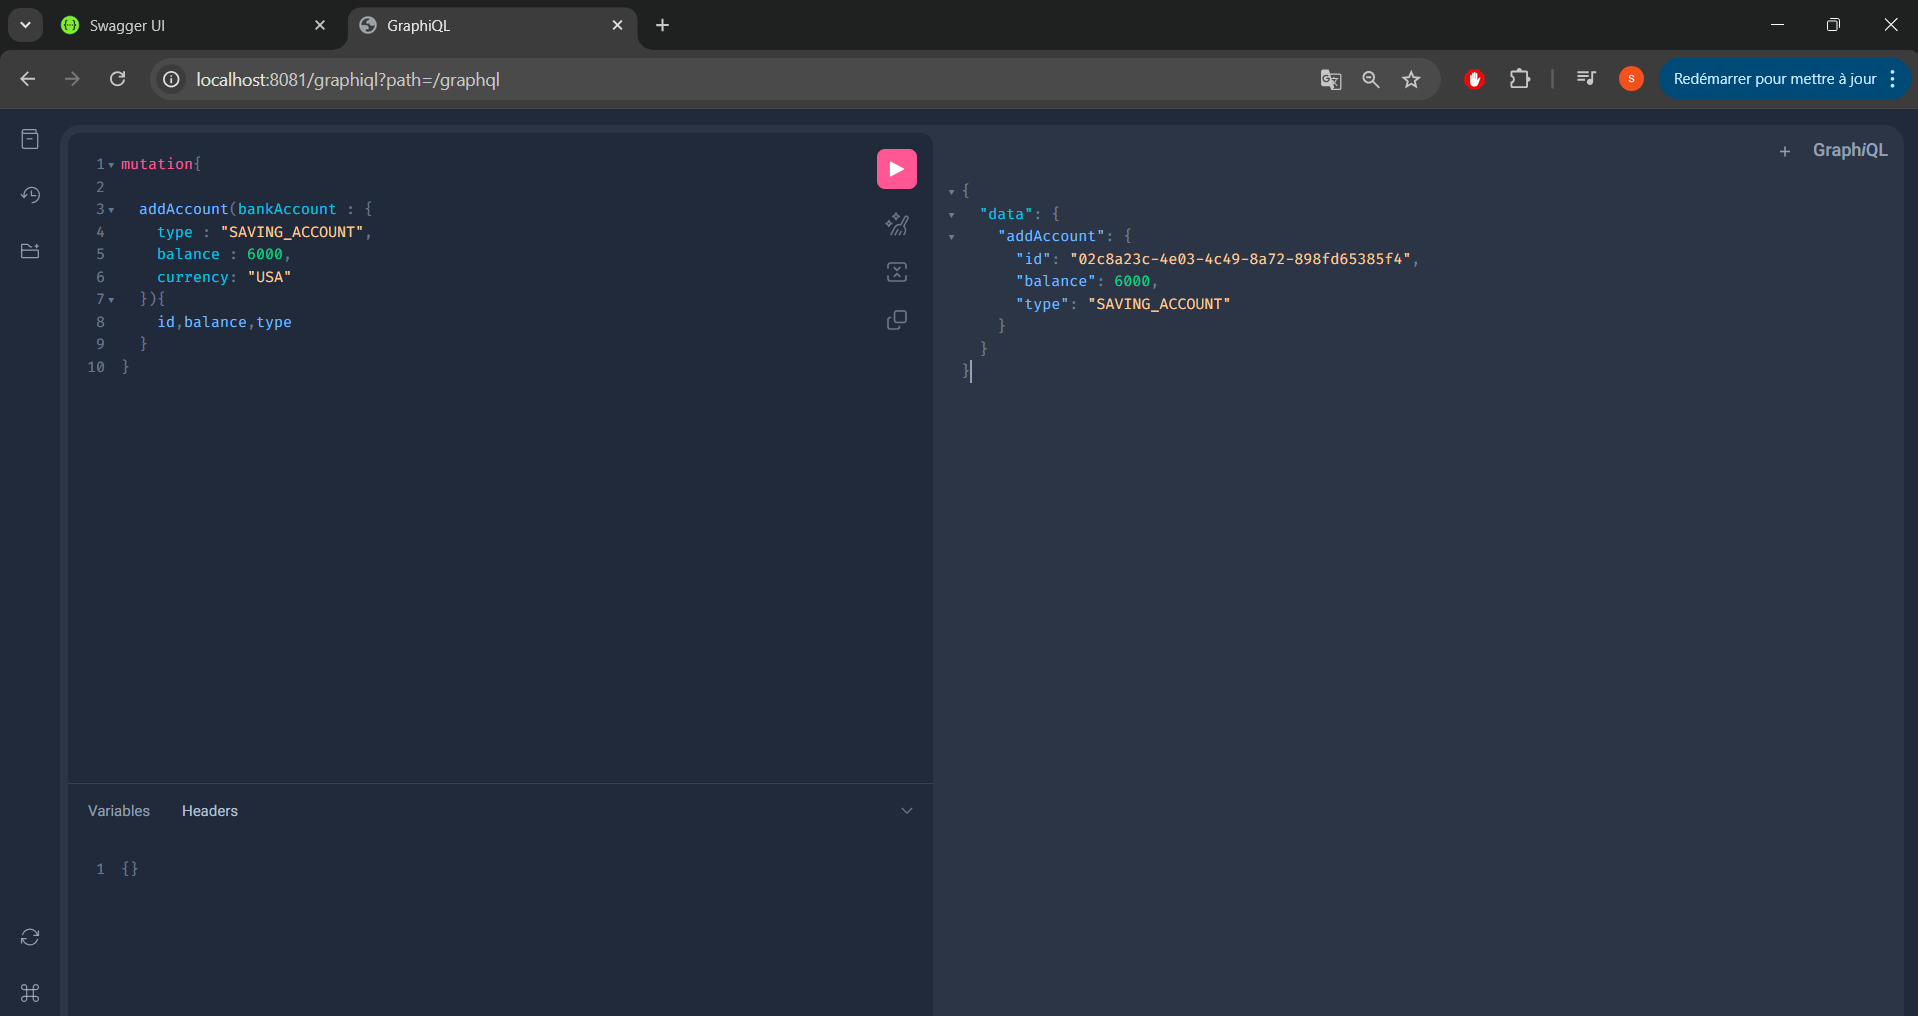 Swagger UI
GraphiQL
localhost:8081/graphiql?path=/graphql
S
Redémarrer pour mettre à jour
1 mutation{
2
3 addAccount(bankAccount : {
4 type : "SAVING_ACCOUNT",
5 balance : 6000,
6 currency: "USA"
7 }){
8 id,balance,type
9 }
10 }
+ GraphiQL
{
"data": {
"addAccount": {
"id": "02c8a23c-4e03-4c49-8a72-898fd65385f4",
"balance": 6000,
"type": "SAVING_ACCOUNT"
}
}
}
Variables Headers
1 {}